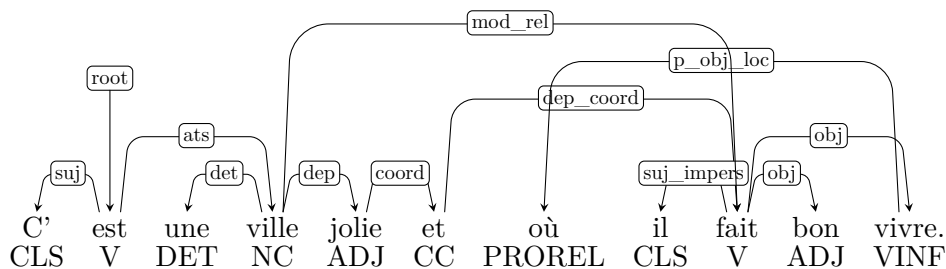 mod_rel
root p_obj_loc
dep_coord
ats obj
suj det dep coord suj_impers obj
C' est une ville jolie et où il fait bon vivre.
CLS V DET NC ADJ CC PROREL CLS V ADJ VINF